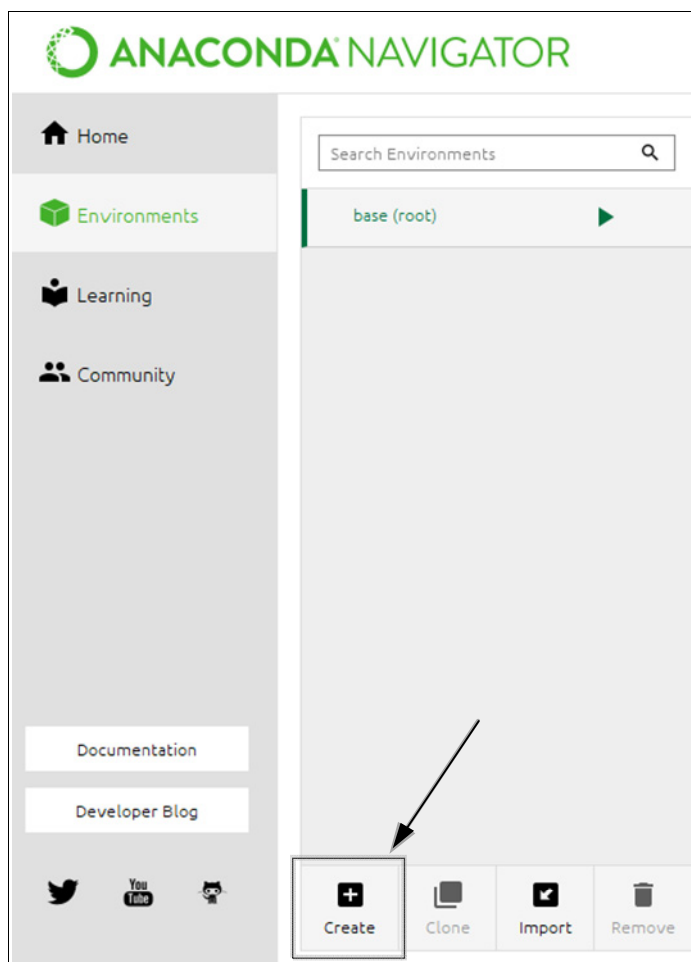 ANACONDA NAVIGATOR
Home
Environments
Learning
Community
Documentation
Developer Blog
You
Tube
Search Environments
base (root)
Create
Clone
Import
Remove